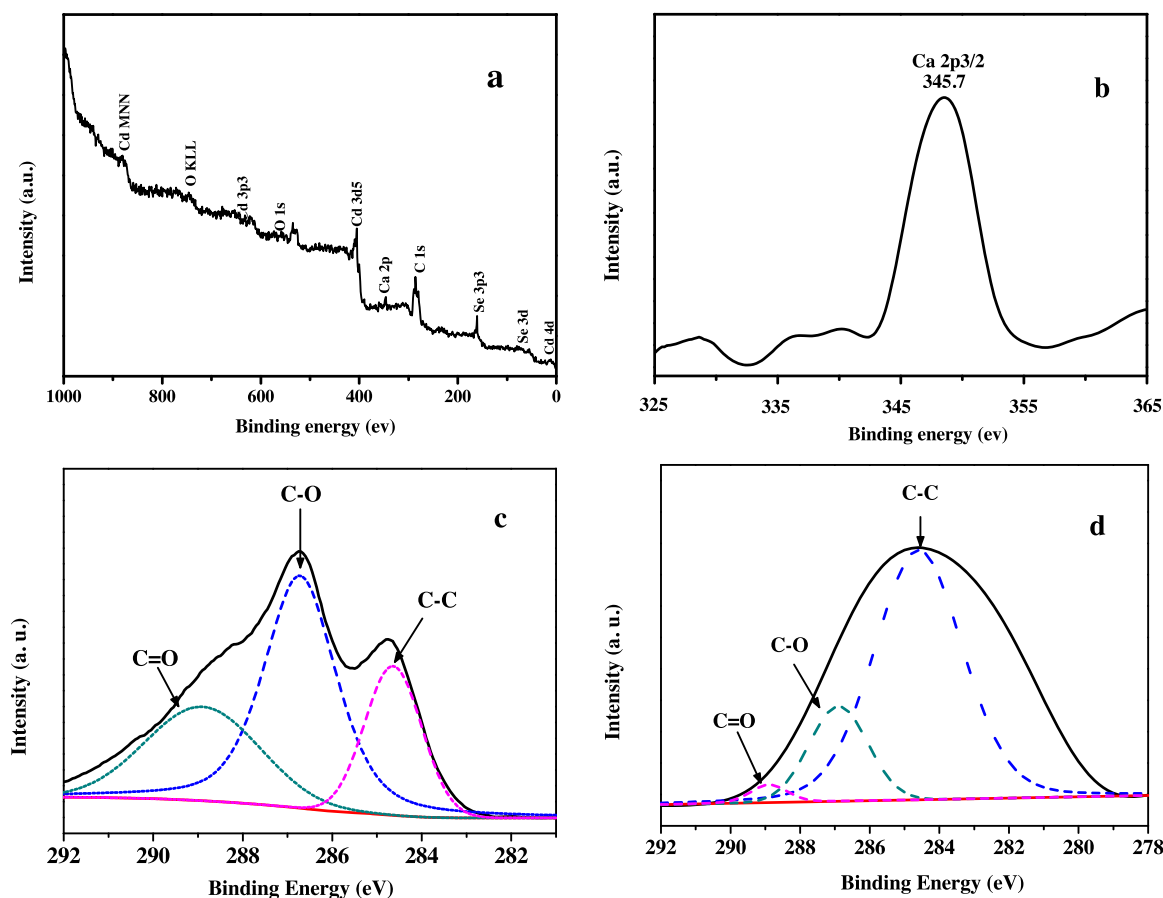 a
Cd MNN
O KLL
d 3p3
O 1s
Cd 3d5
Ca 2p
C 1s
Se 3p3
Se 3d
Cd 4d
Intensity (a.u.)
1000 800 600 400 200 0
Binding energy (ev)
b
Ca 2p3/2
345.7
Intensity (a.u.)
325 335 345 355 365
Binding energy (ev)
c
C-O
C-C
C=O
Intensity (a. u.)
292 290 288 286 284 282
Binding Energy (eV)
d
C-C
C-O
C=O
Intensity (a. u.)
292 290 288 286 284 282 280 278
Binding Energy (eV)